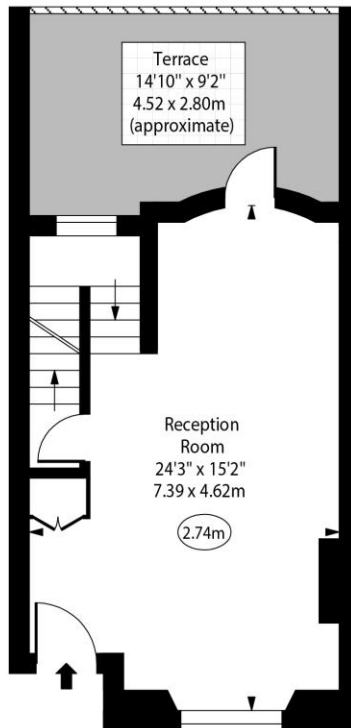 Terrace
14'10" x 9'2"
4.52 x 2.80m
(approximate)
Reception
Room
24'3" x 15'2"
7.39 x 4.62m
2.74m